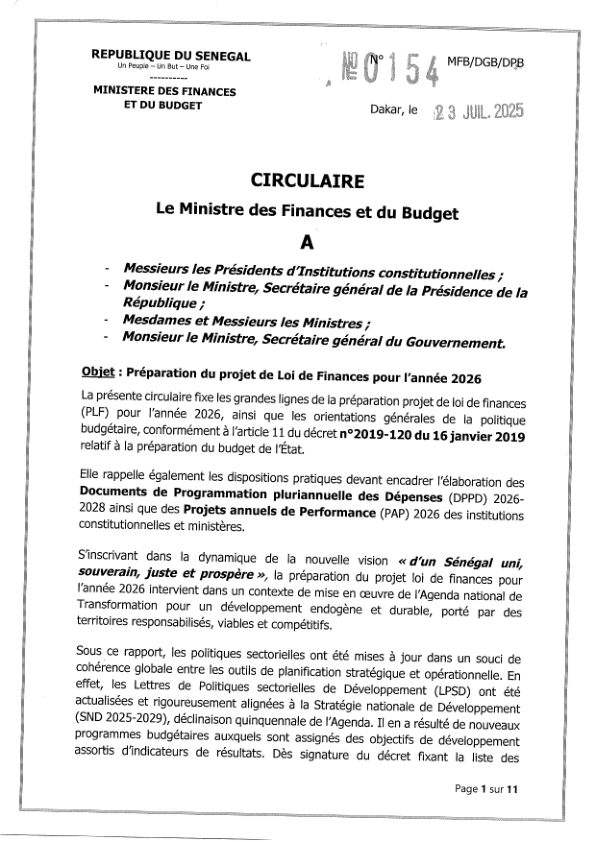 REPUBLIQUE DU SENEGAL
Un Peuple – Un But – Une Foi
----------
MINISTERE DES FINANCES
ET DU BUDGET
N° № 0154 MFB/DGB/DPB
Dakar, le 23 JUIL. 2025
CIRCULAIRE
Le Ministre des Finances et du Budget
A
- Messieurs les Présidents d'Institutions constitutionnelles ;
- Monsieur le Ministre, Secrétaire général de la Présidence de la
République ;
- Mesdames et Messieurs les Ministres ;
- Monsieur le Ministre, Secrétaire général du Gouvernement.
Objet : Préparation du projet de Loi de Finances pour l'année 2026
La présente circulaire fixe les grandes lignes de la préparation projet de loi de finances
(PLF) pour l'année 2026, ainsi que les orientations générales de la politique
budgétaire, conformément à l'article 11 du décret n°2019-120 du 16 janvier 2019
relatif à la préparation du budget de l'État.
Elle rappelle également les dispositions pratiques devant encadrer l'élaboration des
Documents de Programmation pluriannuelle des Dépenses (DPPD) 2026-
2028 ainsi que des Projets annuels de Performance (PAP) 2026 des institutions
constitutionnelles et ministères.
S'inscrivant dans la dynamique de la nouvelle vision « d'un Sénégal uni,
souverain, juste et prospère », la préparation du projet loi de finances pour
l'année 2026 intervient dans un contexte de mise en œuvre de l'Agenda national de
Transformation pour un développement endogène et durable, porté par des
territoires responsabilisés, viables et compétitifs.
Sous ce rapport, les politiques sectorielles ont été mises à jour dans un souci de
cohérence globale entre les outils de planification stratégique et opérationnelle. En
effet, les Lettres de Politiques sectorielles de Développement (LPSD) ont été
actualisées et rigoureusement alignées à la Stratégie nationale de Développement
(SND 2025-2029), déclinaison quinquennale de l'Agenda. Il en a résulté de nouveaux
programmes budgétaires auxquels sont assignés des objectifs de développement
assortis d'indicateurs de résultats. Dès signature du décret fixant la liste des
Page 1 sur 11